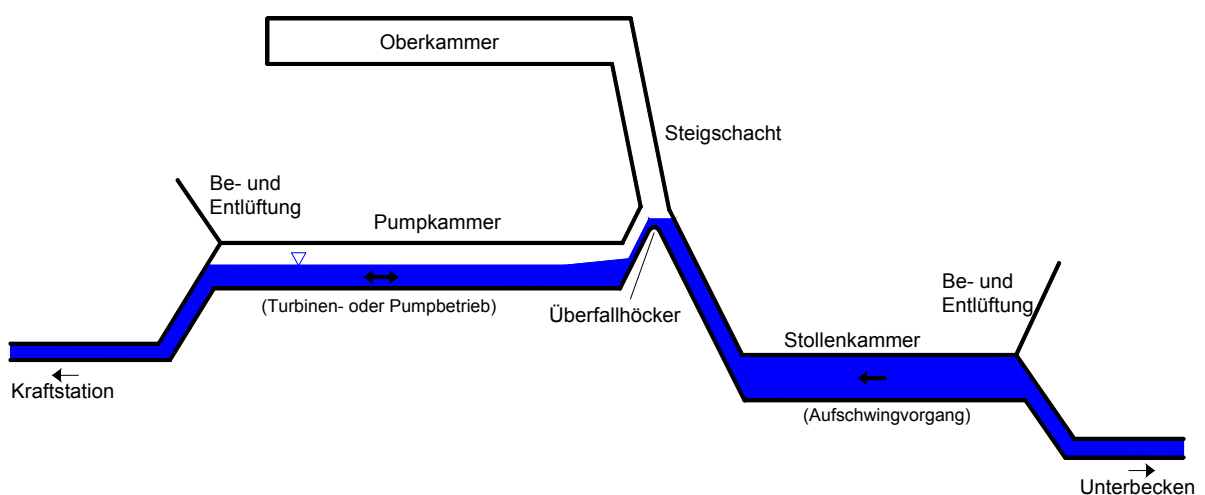 Oberkammer
Steigschacht
Be- und
Entlüftung
Pumpkammer
Be- und
Entlüftung
(Turbinen- oder Pumpbetrieb)
Überfallhöcker
Stollenkammer
Kraftstation
(Aufschwingvorgang)
Unterbecken